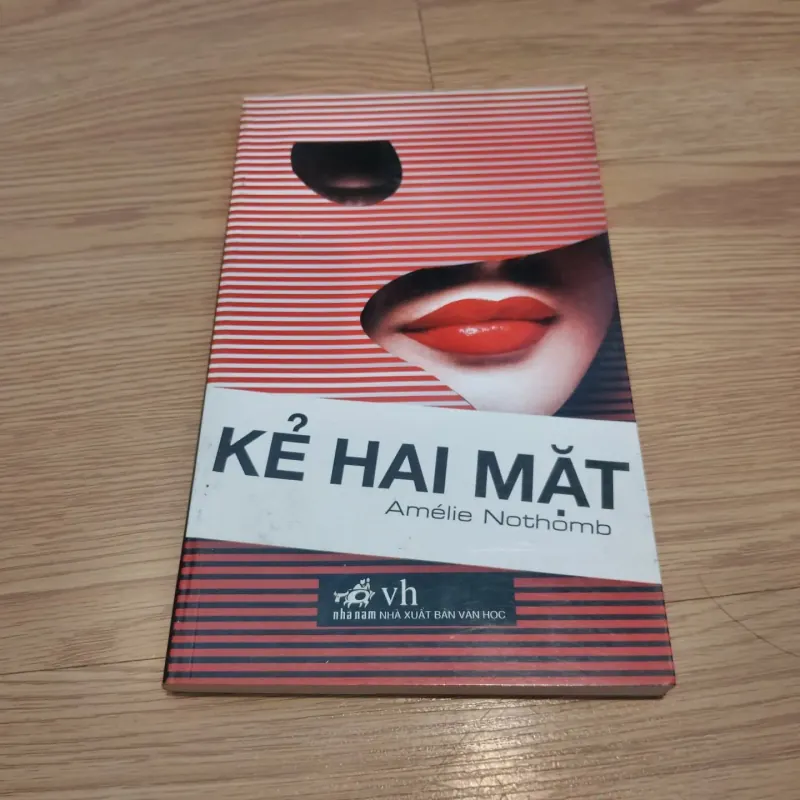 KẺ HAI MẶT
Amélie Nothomb
vh
nhã nam NHÀ XUẤT BẢN VĂN HỌC